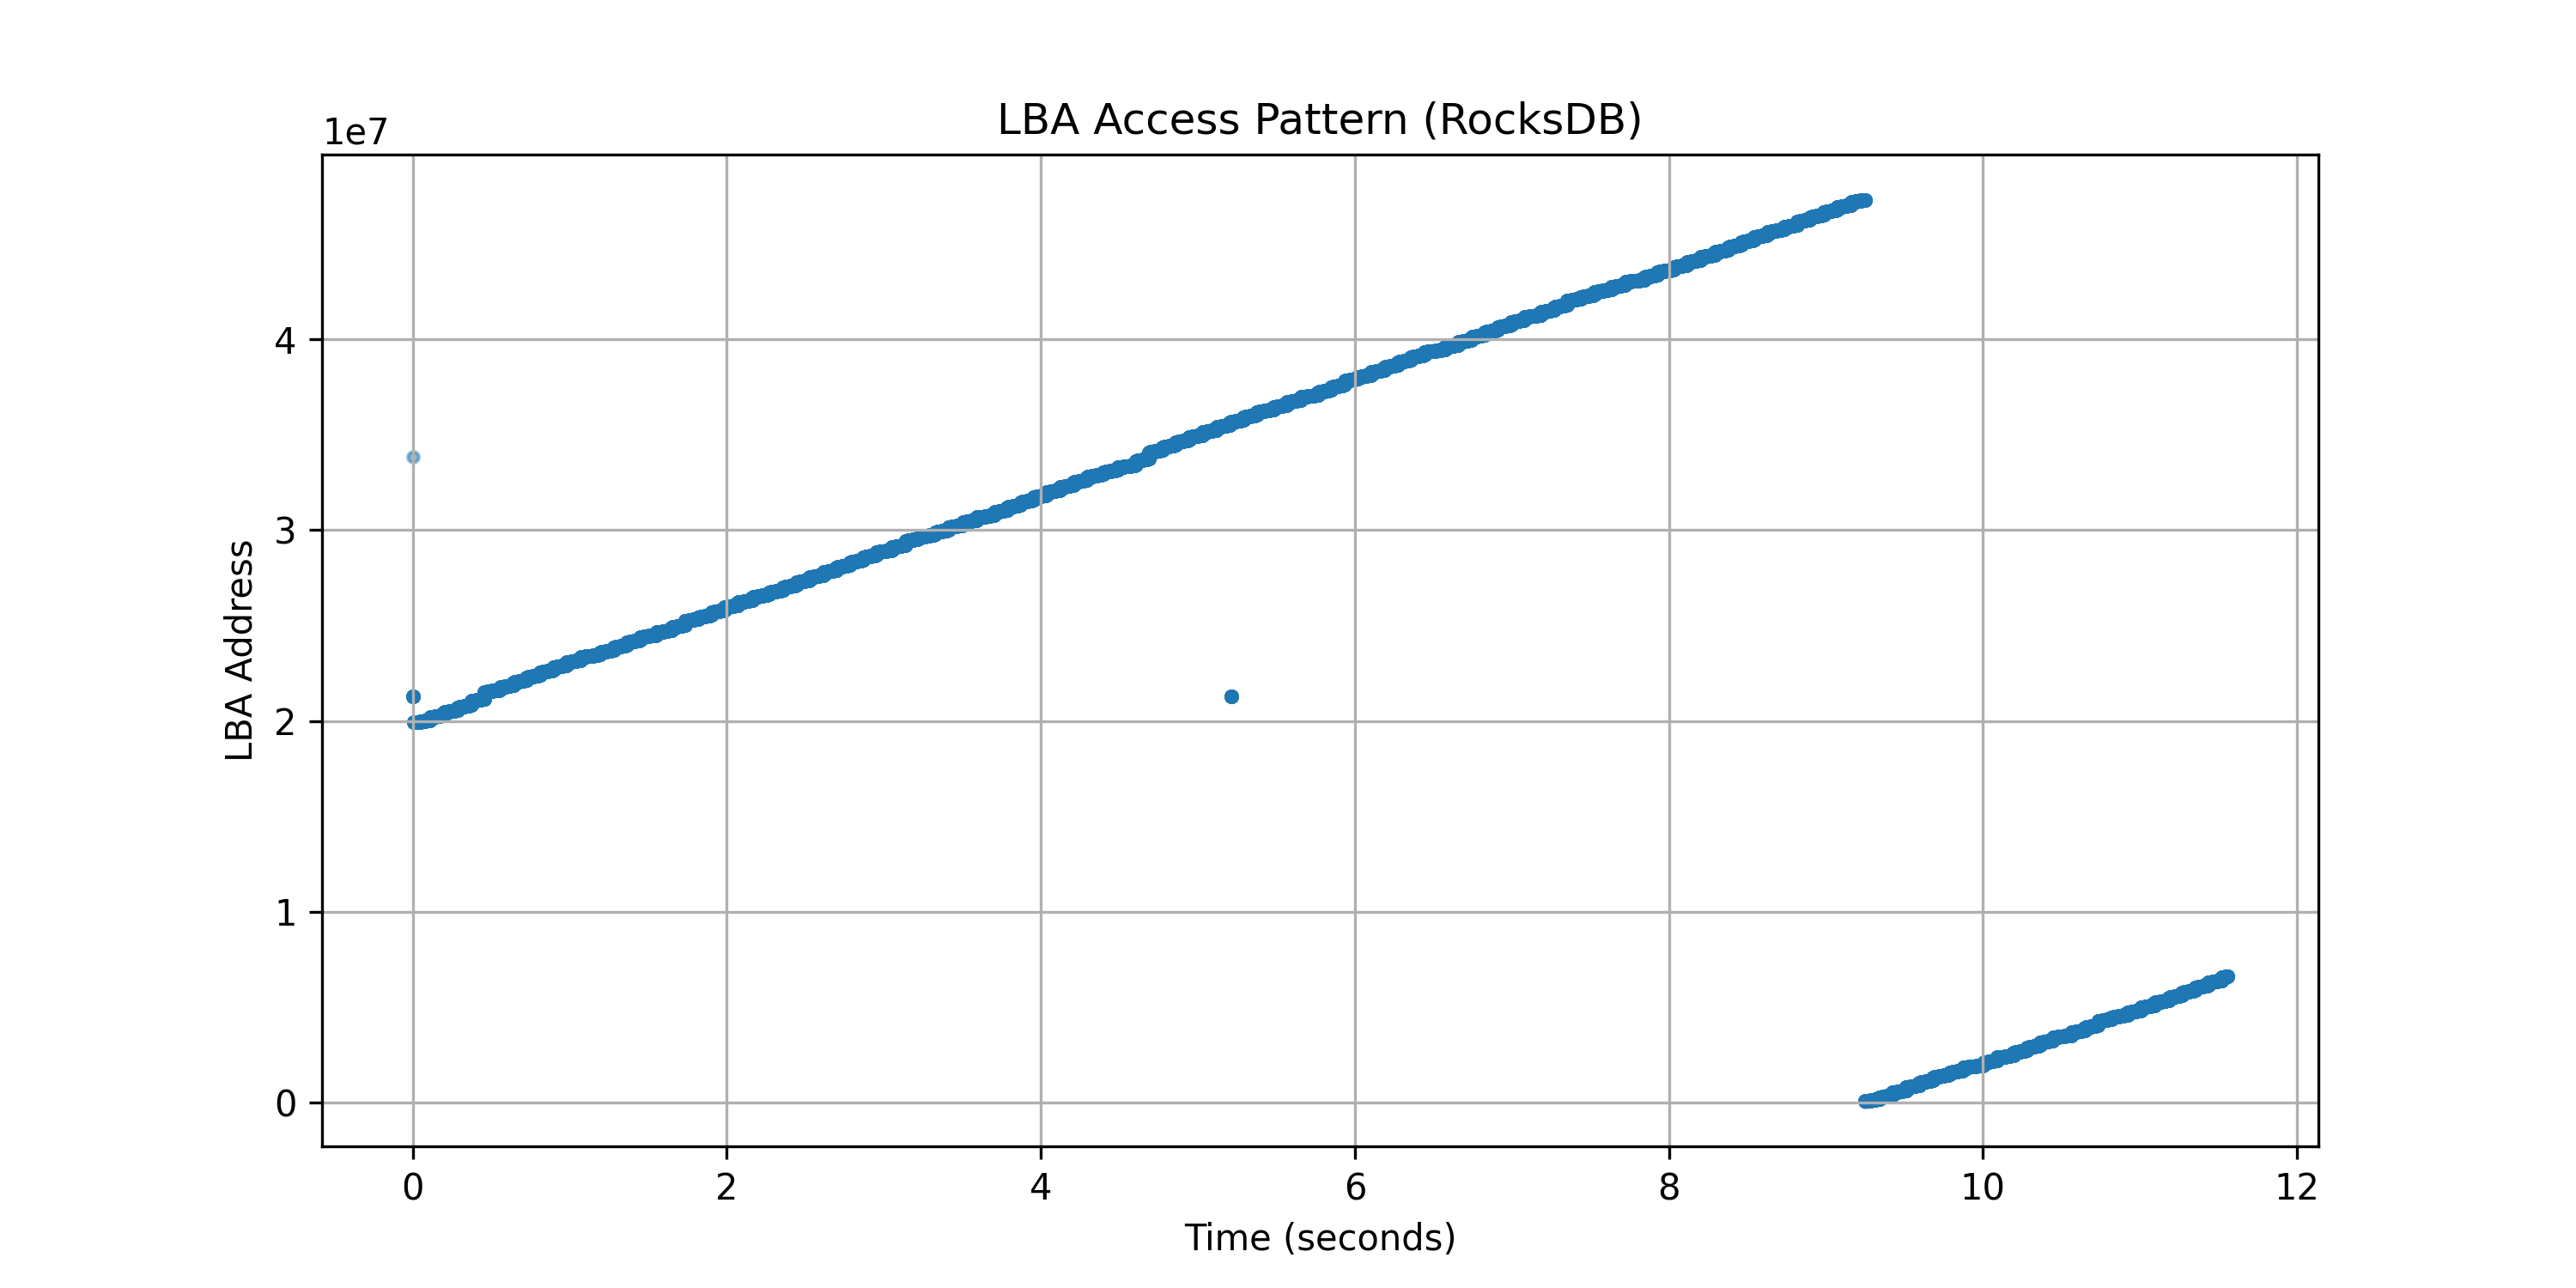 LBA Access Pattern (RocksDB)
1e7
4
3
2
1
0
LBA Address
0 2 4 6 8 10 12
Time (seconds)